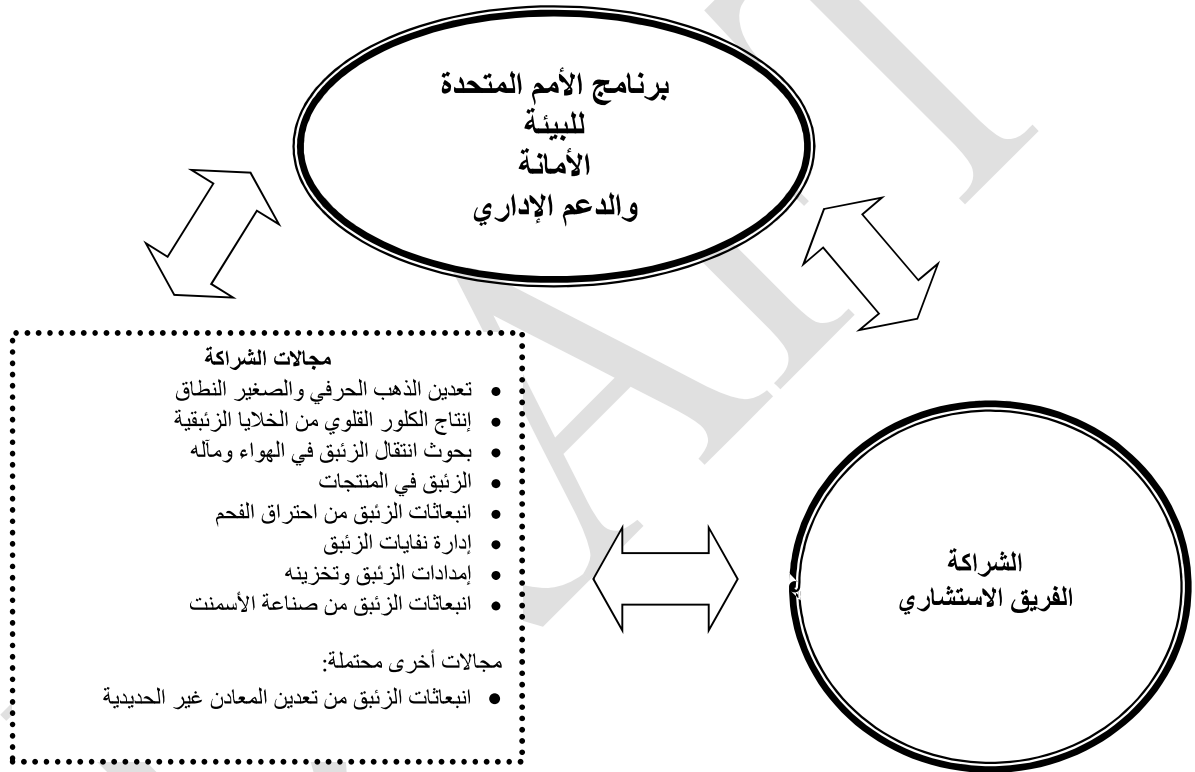 برنامج الأمم المتحدة
للبيئة
الأمانة
والدعم الإداري
مجالات الشراكة
• تعدين الذهب الحرفي والصغير النطاق
• إنتاج الكلور القلوي من الخلايا الزئبقية
• بحوث انتقال الزئبق في الهواء ومآله
• الزئبق في المنتجات
• انبعاثات الزئبق من احتراق الفحم
• إدارة نفايات الزئبق
• إمدادات الزئبق وتخزينه
• انبعاثات الزئبق من صناعة الأسمنت
مجالات أخرى محتملة:
• انبعاثات الزئبق من تعدين المعادن غير الحديدية
الشراكة
الفريق الاستشاري